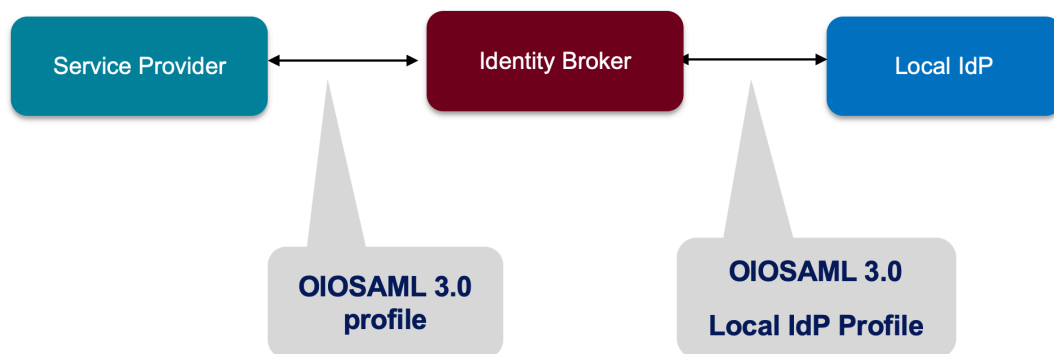 Service Provider
Identity Broker
Local IdP
OIOSAML 3.0
profile
OIOSAML 3.0
Local IdP Profile